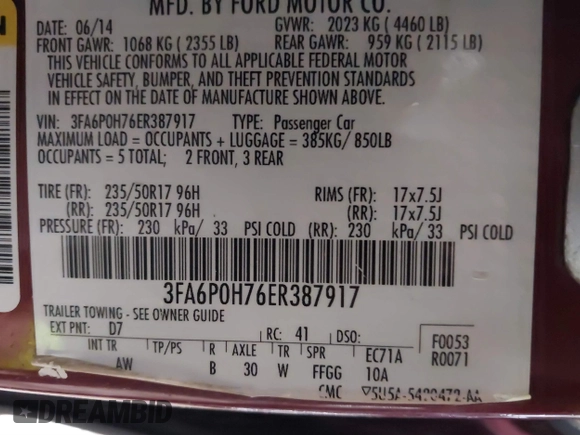 MFD. BY FORD MOTOR CO.
DATE: 06/14 GVWR: 2023 KG ( 4460 LB)
FRONT GAWR: 1068 KG ( 2355 LB) REAR GAWR: 959 KG ( 2115 LB)
THIS VEHICLE CONFORMS TO ALL APPLICABLE FEDERAL MOTOR
VEHICLE SAFETY, BUMPER, AND THEFT PREVENTION STANDARDS
IN EFFECT ON THE DATE OF MANUFACTURE SHOWN ABOVE.
VIN: 3FA6P0H76ER387917 TYPE: Passenger Car
MAXIMUM LOAD = OCCUPANTS + LUGGAGE = 385KG/ 850LB
OCCUPANTS = 5 TOTAL; 2 FRONT, 3 REAR
TIRE (FR): 235/50R17 96H RIMS (FR): 17x7.5J
(RR): 235/50R17 96H (RR): 17x7.5J
PRESSURE (FR): 230 kPa/ 33 PSI COLD (RR): 230 kPa/ 33 PSI COLD
3FA6P0H76ER387917
TRAILER TOWING - SEE OWNER GUIDE
EXT PNT: D7 RC: 41 DSO: F0053
INT TR TP/PS R AXLE TR SPR EC71A R0071
AW B 30 W FFGG 10A
CMC 5U5A-5420472-AA
DREAMBID